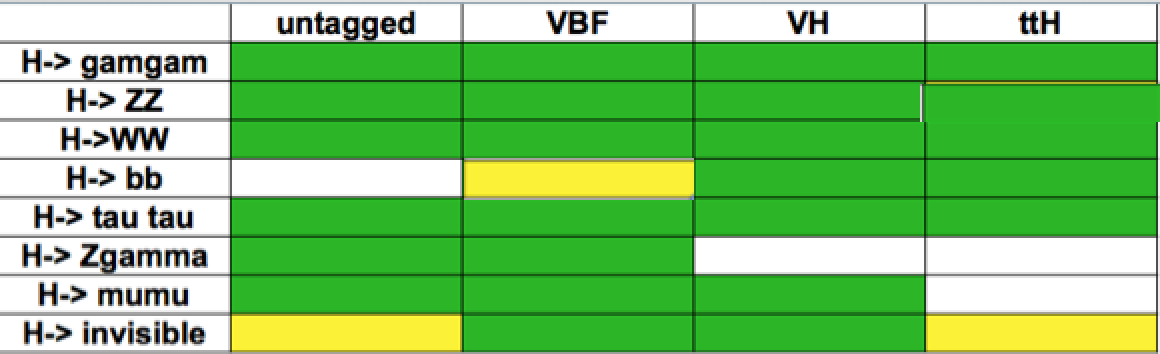 untagged VBF VH ttH
H-> gamgam
H-> ZZ
H->WW
H-> bb
H-> tau tau
H-> Zgamma
H-> mumu
H-> invisible